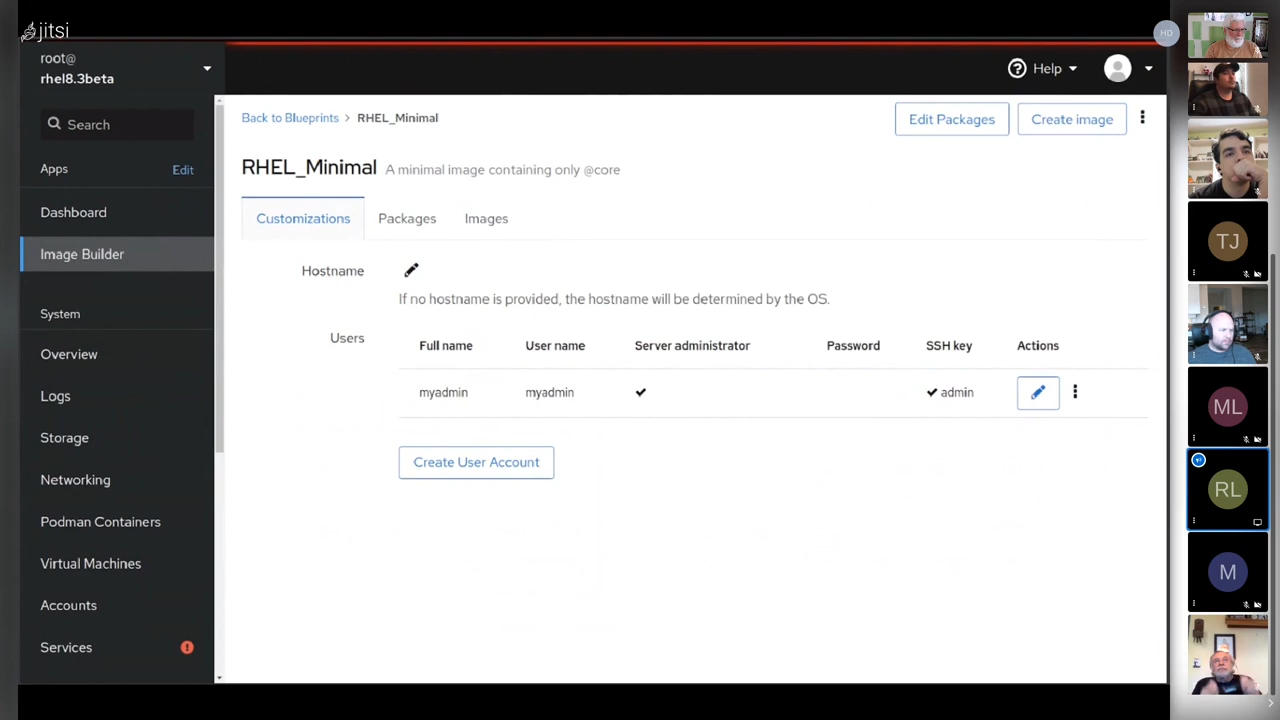 jitsi
root@
rhel8.3beta
Search
Apps Edit
Dashboard
Image Builder
System
Overview
Logs
Storage
Networking
Podman Containers
Virtual Machines
Accounts
Services
Help
Back to Blueprints > RHEL_Minimal
Edit Packages Create image
RHEL_Minimal A minimal image containing only @core
Customizations Packages Images
Hostname
If no hostname is provided, the hostname will be determined by the OS.
Users
Full name User name Server administrator Password SSH key Actions
myadmin myadmin admin
Create User Account
HD
TJ
ML
RL
M